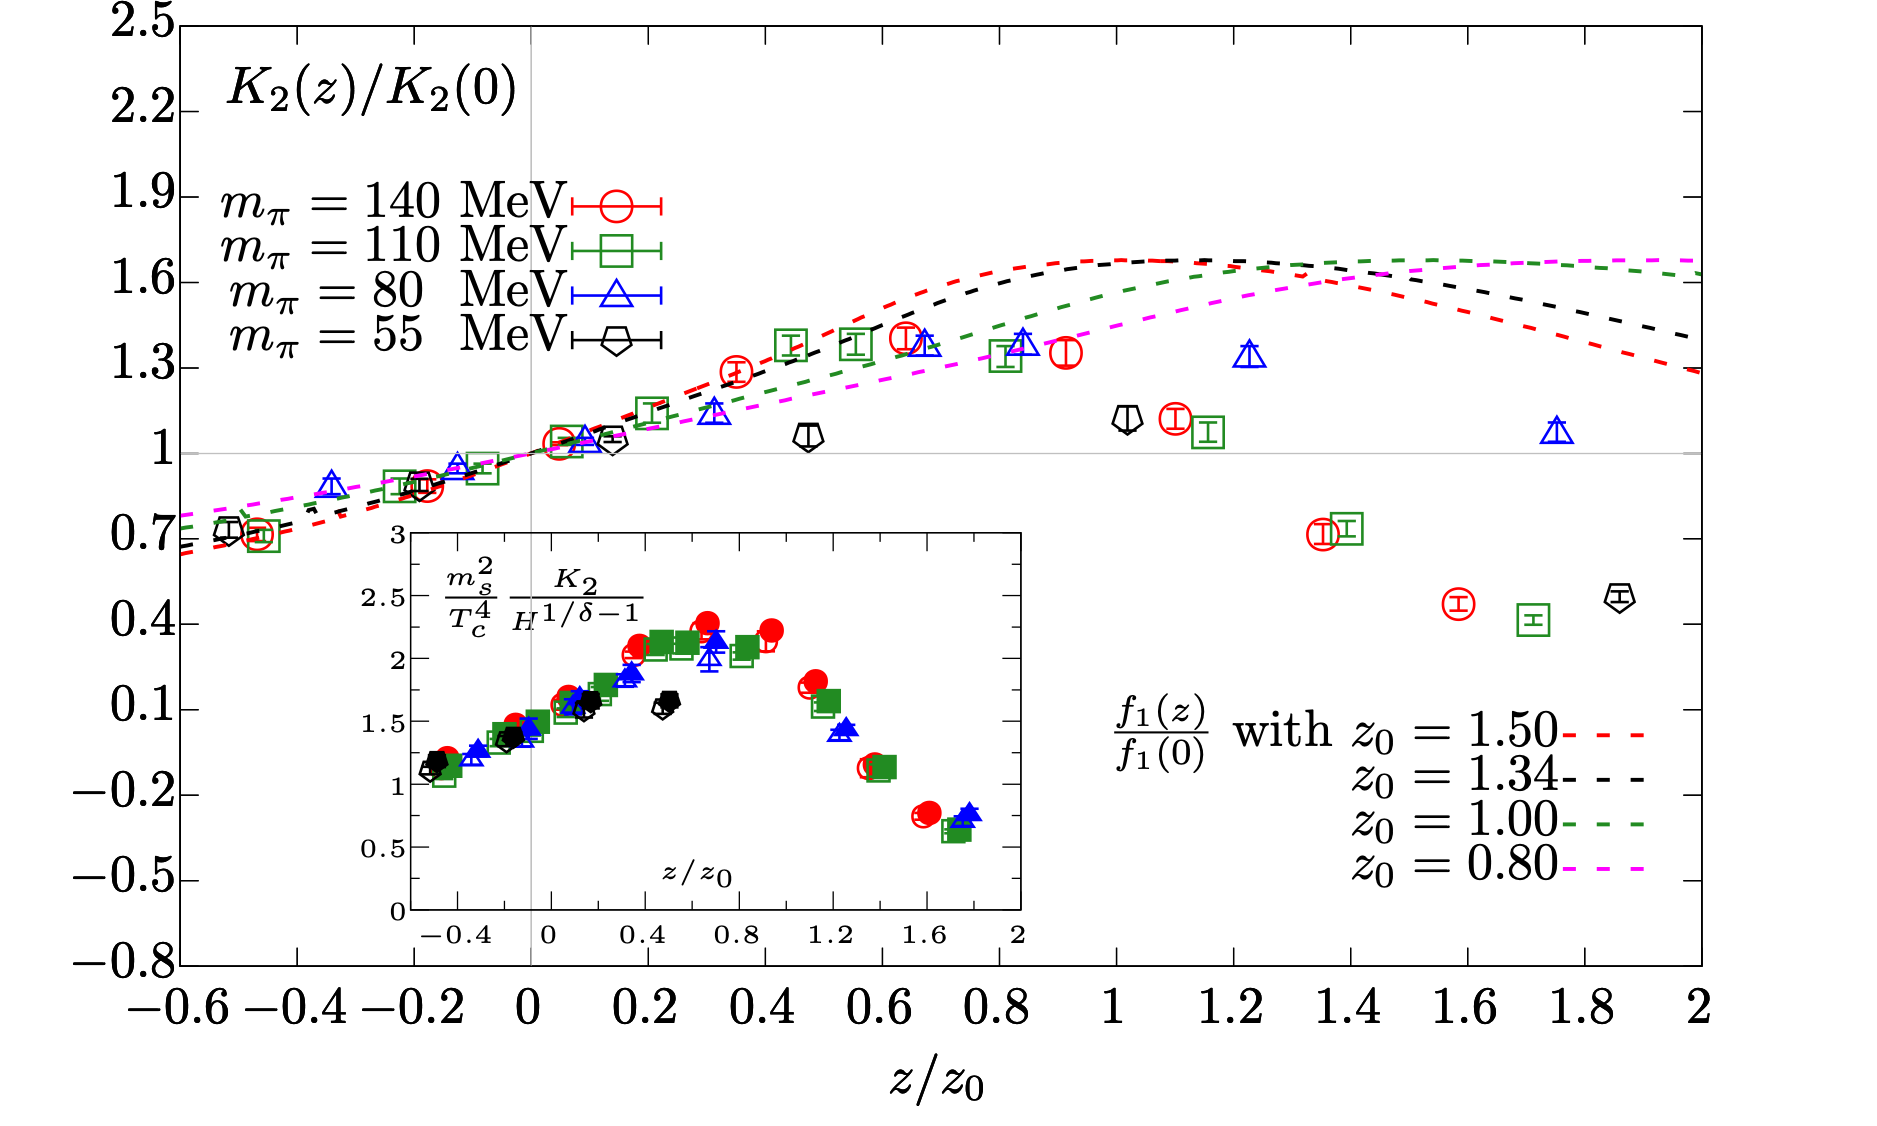 2.5
2.2
1.9
1.6
1.3
1
0.7
0.4
0.1
−0.2
−0.5
−0.8
K₂(z)/K₂(0)
m_π = 140 MeV
m_π = 110 MeV
m_π = 80 MeV
m_π = 55 MeV
3
2.5
2
1.5
1
0.5
0
m_s²/T_c⁴ K₂/H^{1/δ−1}
z/z₀
−0.4 0 0.4 0.8 1.2 1.6 2
f₁(z)/f₁(0) with z₀ = 1.50
z₀ = 1.34
z₀ = 1.00
z₀ = 0.80
−0.6 −0.4 −0.2 0 0.2 0.4 0.6 0.8 1 1.2 1.4 1.6 1.8 2
z/z₀